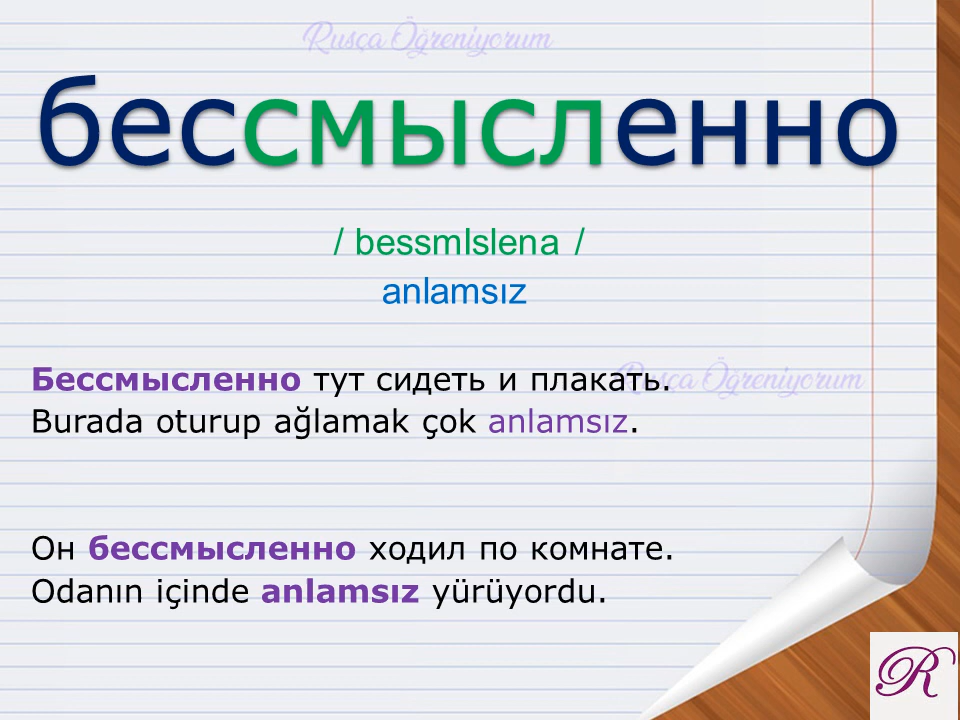 Rusça Öğreniyorum
бессмысленно
/ bessmIslena /
anlamsız
Бессмысленно тут сидеть и плакать.
Rusça Öğreniyorum
Burada oturup ağlamak çok anlamsız.
Он бессмысленно ходил по комнате.
Odanın içinde anlamsız yürüyordu.
R